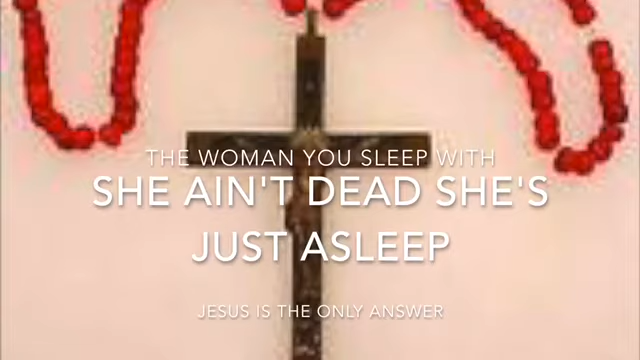 THE WOMAN YOU SLEEP WITH
SHE AIN'T DEAD SHE'S
JUST ASLEEP
JESUS IS THE ONLY ANSWER